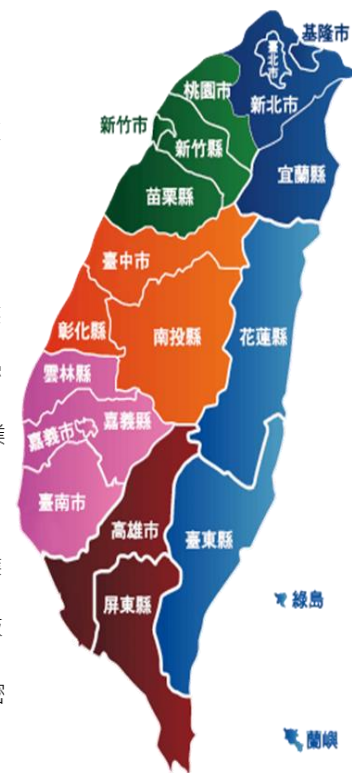 基隆市
臺北市
桃園市
新北市
新竹市
新竹縣
宜蘭縣
苗栗縣
臺中市
彰化縣
南投縣
花蓮縣
雲林縣
嘉義縣
嘉義市
臺南市
高雄市
臺東縣
屏東縣
綠島
蘭嶼